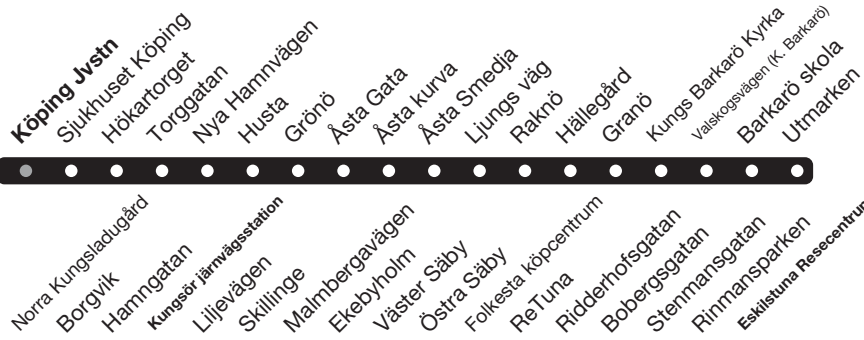 Köping Jvstn
Sjukhuset Köping
Hökartorget
Torggatan
Nya Hamnvägen
Husta
Grönö
Åsta Gata
Åsta kurva
Åsta Smedja
Ljungs väg
Raknö
Hällegård
Granö
Kungs Barkarö Kyrka
Valskogsvägen (K. Barkarö)
Barkarö skola
Utmarken
Norra Kungsladugård
Borgvik
Hamngatan
Kungsör järnvägsstation
Liljevägen
Skillinge
Malmbergavägen
Ekebyholm
Väster Säby
Östra Säby
Folkesta köpcentrum
ReTuna
Ridderhofsgatan
Bobergsgatan
Stenmansgatan
Rinmansparken
Eskilstuna Resecentrum